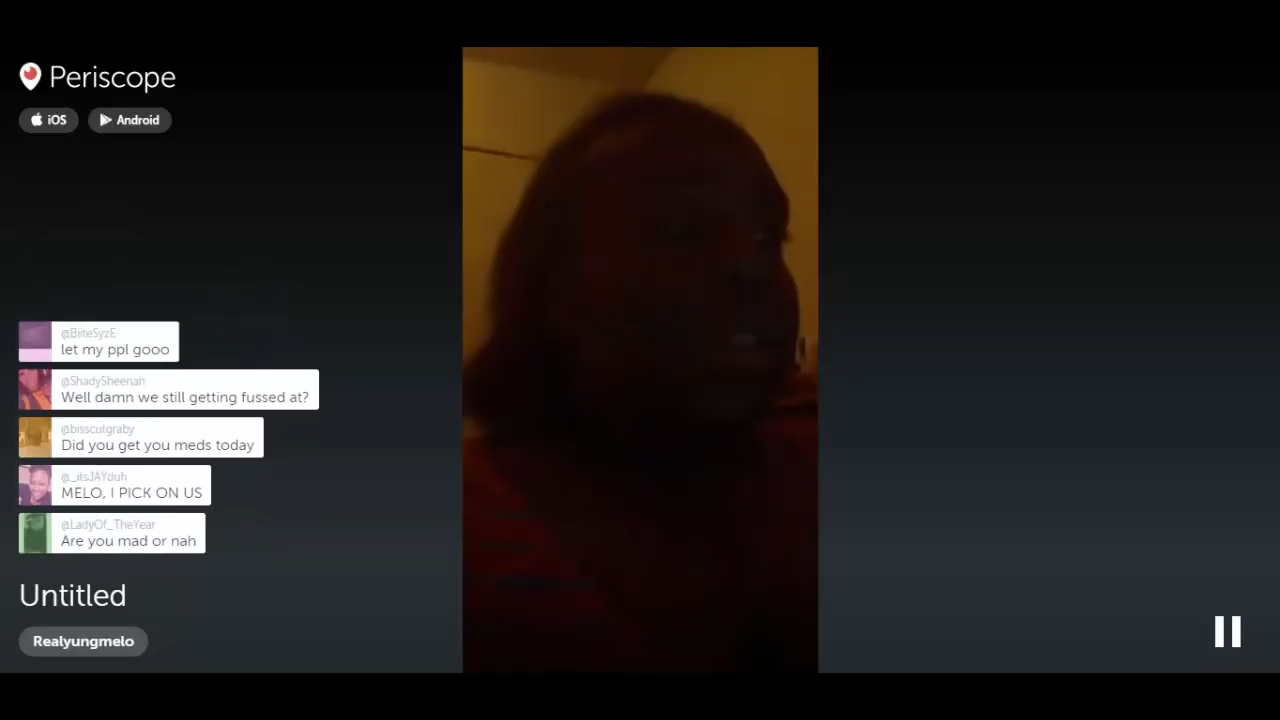 Periscope
iOS
Android
@BiteSyzE
let my ppl gooo
@ShadySheenah
Well damn we still getting fussed at?
@bisscutgraby
Did you get you meds today
@_itsJAYduh
MELO, I PICK ON US
@LadyOf_TheYear
Are you mad or nah
Untitled
Realyungmelo